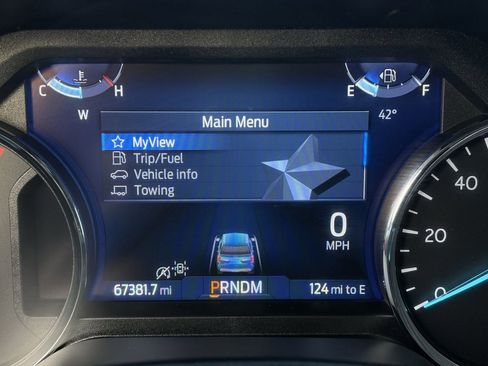 C H
E F
W
42°
Main Menu
MyView
Trip/Fuel
Vehicle info
Towing
0
MPH
67381.7 mi
PRNDM
124 mi to E
40
20
0